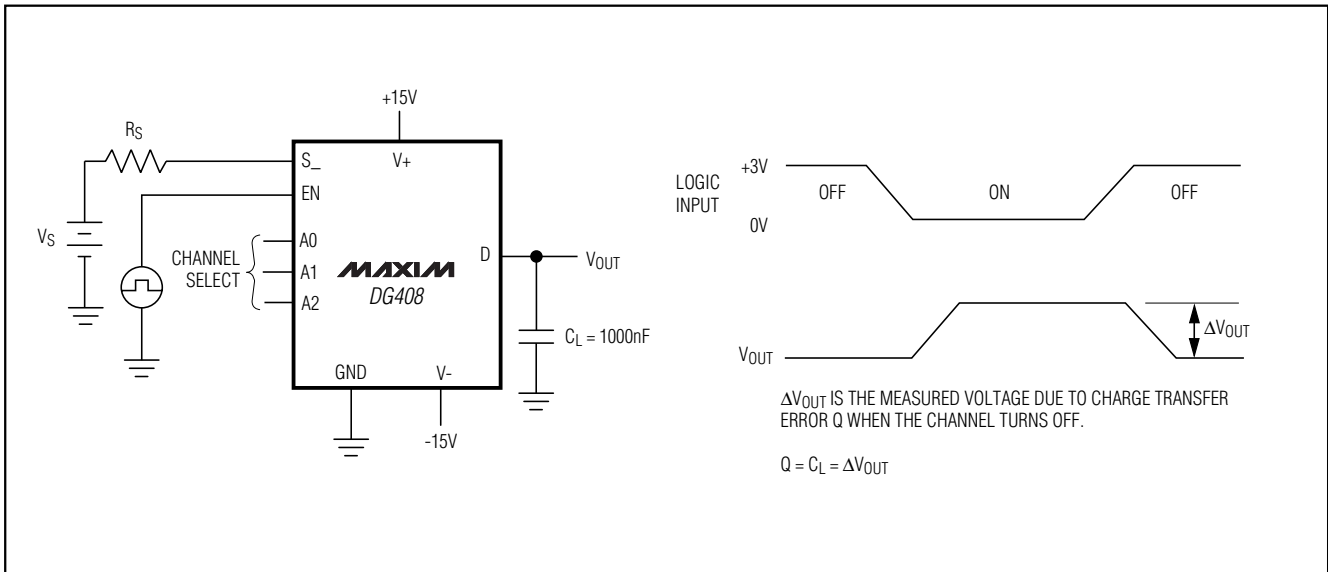 +15V
RS
S_
V+
EN
VS
A0
CHANNEL
SELECT
A1
A2
MAXIM
DG408
D
VOUT
CL = 1000nF
GND
V-
-15V
LOGIC
INPUT
+3V
OFF
ON
OFF
0V
VOUT
ΔVOUT
ΔVOUT IS THE MEASURED VOLTAGE DUE TO CHARGE TRANSFER
ERROR Q WHEN THE CHANNEL TURNS OFF.
Q = CL = ΔVOUT